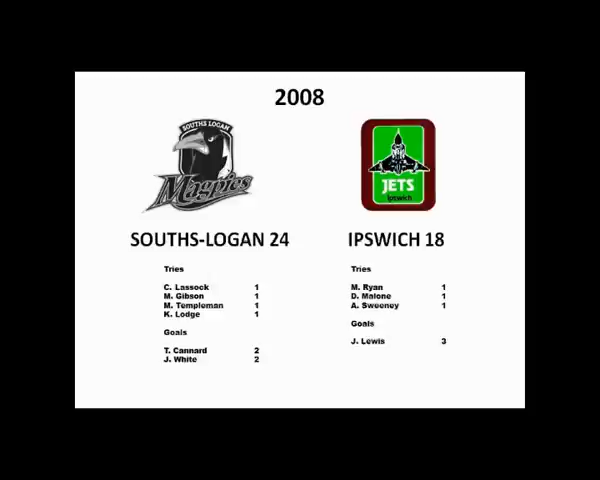 2008
SOUTHS LOGAN
Magpies
JETS
Ipswich
SOUTHS-LOGAN 24
Tries
C. Lassock 1
M. Gibson 1
M. Templeman 1
K. Lodge 1
Goals
T. Cannard 2
J. White 2
IPSWICH 18
Tries
M. Ryan 1
D. Malone 1
A. Sweeney 1
Goals
J. Lewis 3